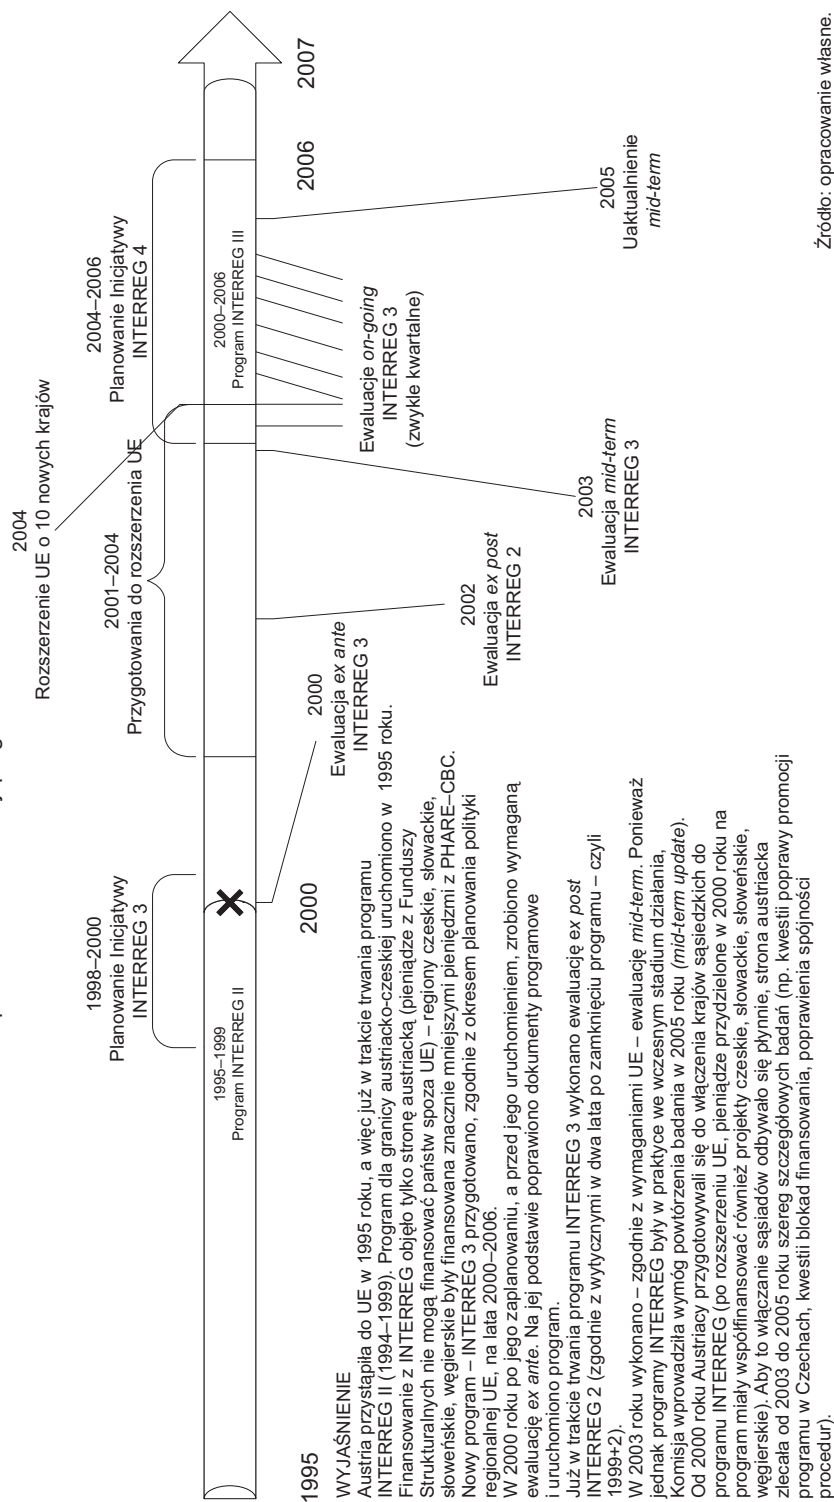 1998–2000
Planowanie Inicjatywy
INTERREG 3
2001–2004
Przygotowania do rozszerzenia UE
2004
Rozszerzenie UE o 10 nowych krajów
2004–2006
Planowanie Inicjatywy
INTERREG 4
1995–1999
Program INTERREG II
2000–2006
Program INTERREG III
1995
2000
2006
2007
2000
Ewaluacja ex ante
INTERREG 3
2002
Ewaluacja ex post
INTERREG 2
2003
Ewaluacja mid-term
INTERREG 3
Ewaluacje on-going
INTERREG 3
(zwykle kwartalne)
2005
Uaktualnienie
mid-term
WYJAŚNIENIE
Austria przystąpiła do UE w 1995 roku, a więc już w trakcie trwania programu
INTERREG II (1994–1999). Program dla granicy austriacko-czeskiej uruchomiono w 1995 roku.
Finansowanie z INTERREG objęło tylko stronę austriacką (pieniądze z Funduszy
Strukturalnych nie mogą finansować państw spoza UE) – regiony czeskie, słowackie,
słoweńskie, węgierskie były finansowana znacznie mniejszymi pieniędzmi z PHARE–CBC.
Nowy program – INTERREG 3 przygotowano, zgodnie z okresem planowania polityki
regionalnej UE, na lata 2000–2006.
W 2000 roku po jego zaplanowaniu, a przed jego uruchomieniem, zrobiono wymaganą
ewaluację ex ante. Na jej podstawie poprawiono dokumenty programowe
i uruchomiono program.
Już w trakcie trwania programu INTERREG 3 wykonano ewaluację ex post
INTERREG 2 (zgodnie z wytycznymi w dwa lata po zamknięciu programu – czyli
1999+2).
W 2003 roku wykonano – zgodnie z wymaganiami UE – ewaluację mid-term. Ponieważ
jednak programy INTERREG były w praktyce we wczesnym stadium działania,
Komisja wprowadziła wymóg powtórzenia badania w 2005 roku (mid-term update).
Od 2000 roku Austriacy przygotowywali się do włączenia krajów sąsiedzkich do
programu INTERREG (po rozszerzeniu UE, pieniądze przydzielone w 2000 roku na
program miały współfinansować również projekty czeskie, słowackie, słoweńskie,
węgierskie). Aby to włączanie sąsiadów odbywało się płynnie, strona austriacka
zlecała od 2003 do 2005 roku szereg szczegółowych badań (np. kwestii poprawy promocji
programu w Czechach, kwestii blokad finansowania, poprawienia spójności
procedur).
Źródło: opracowanie własne.